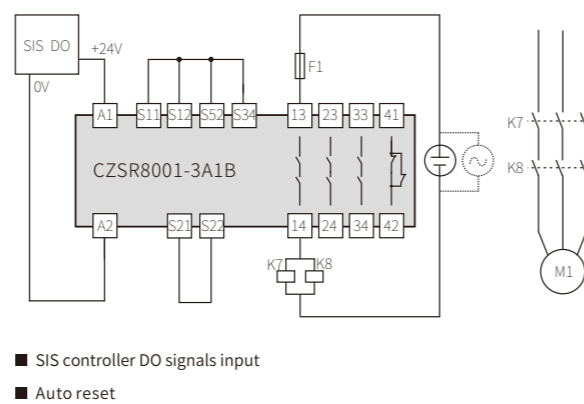 SIS DO
+24V
0V
F1
A1 S11 S12 S52 S34 13 23 33 41
CZSR8001-3A1B
A2 S21 S22 14 24 34 42
K7 K8
K7
K8
M1
■ SIS controller DO signals input
■ Auto reset